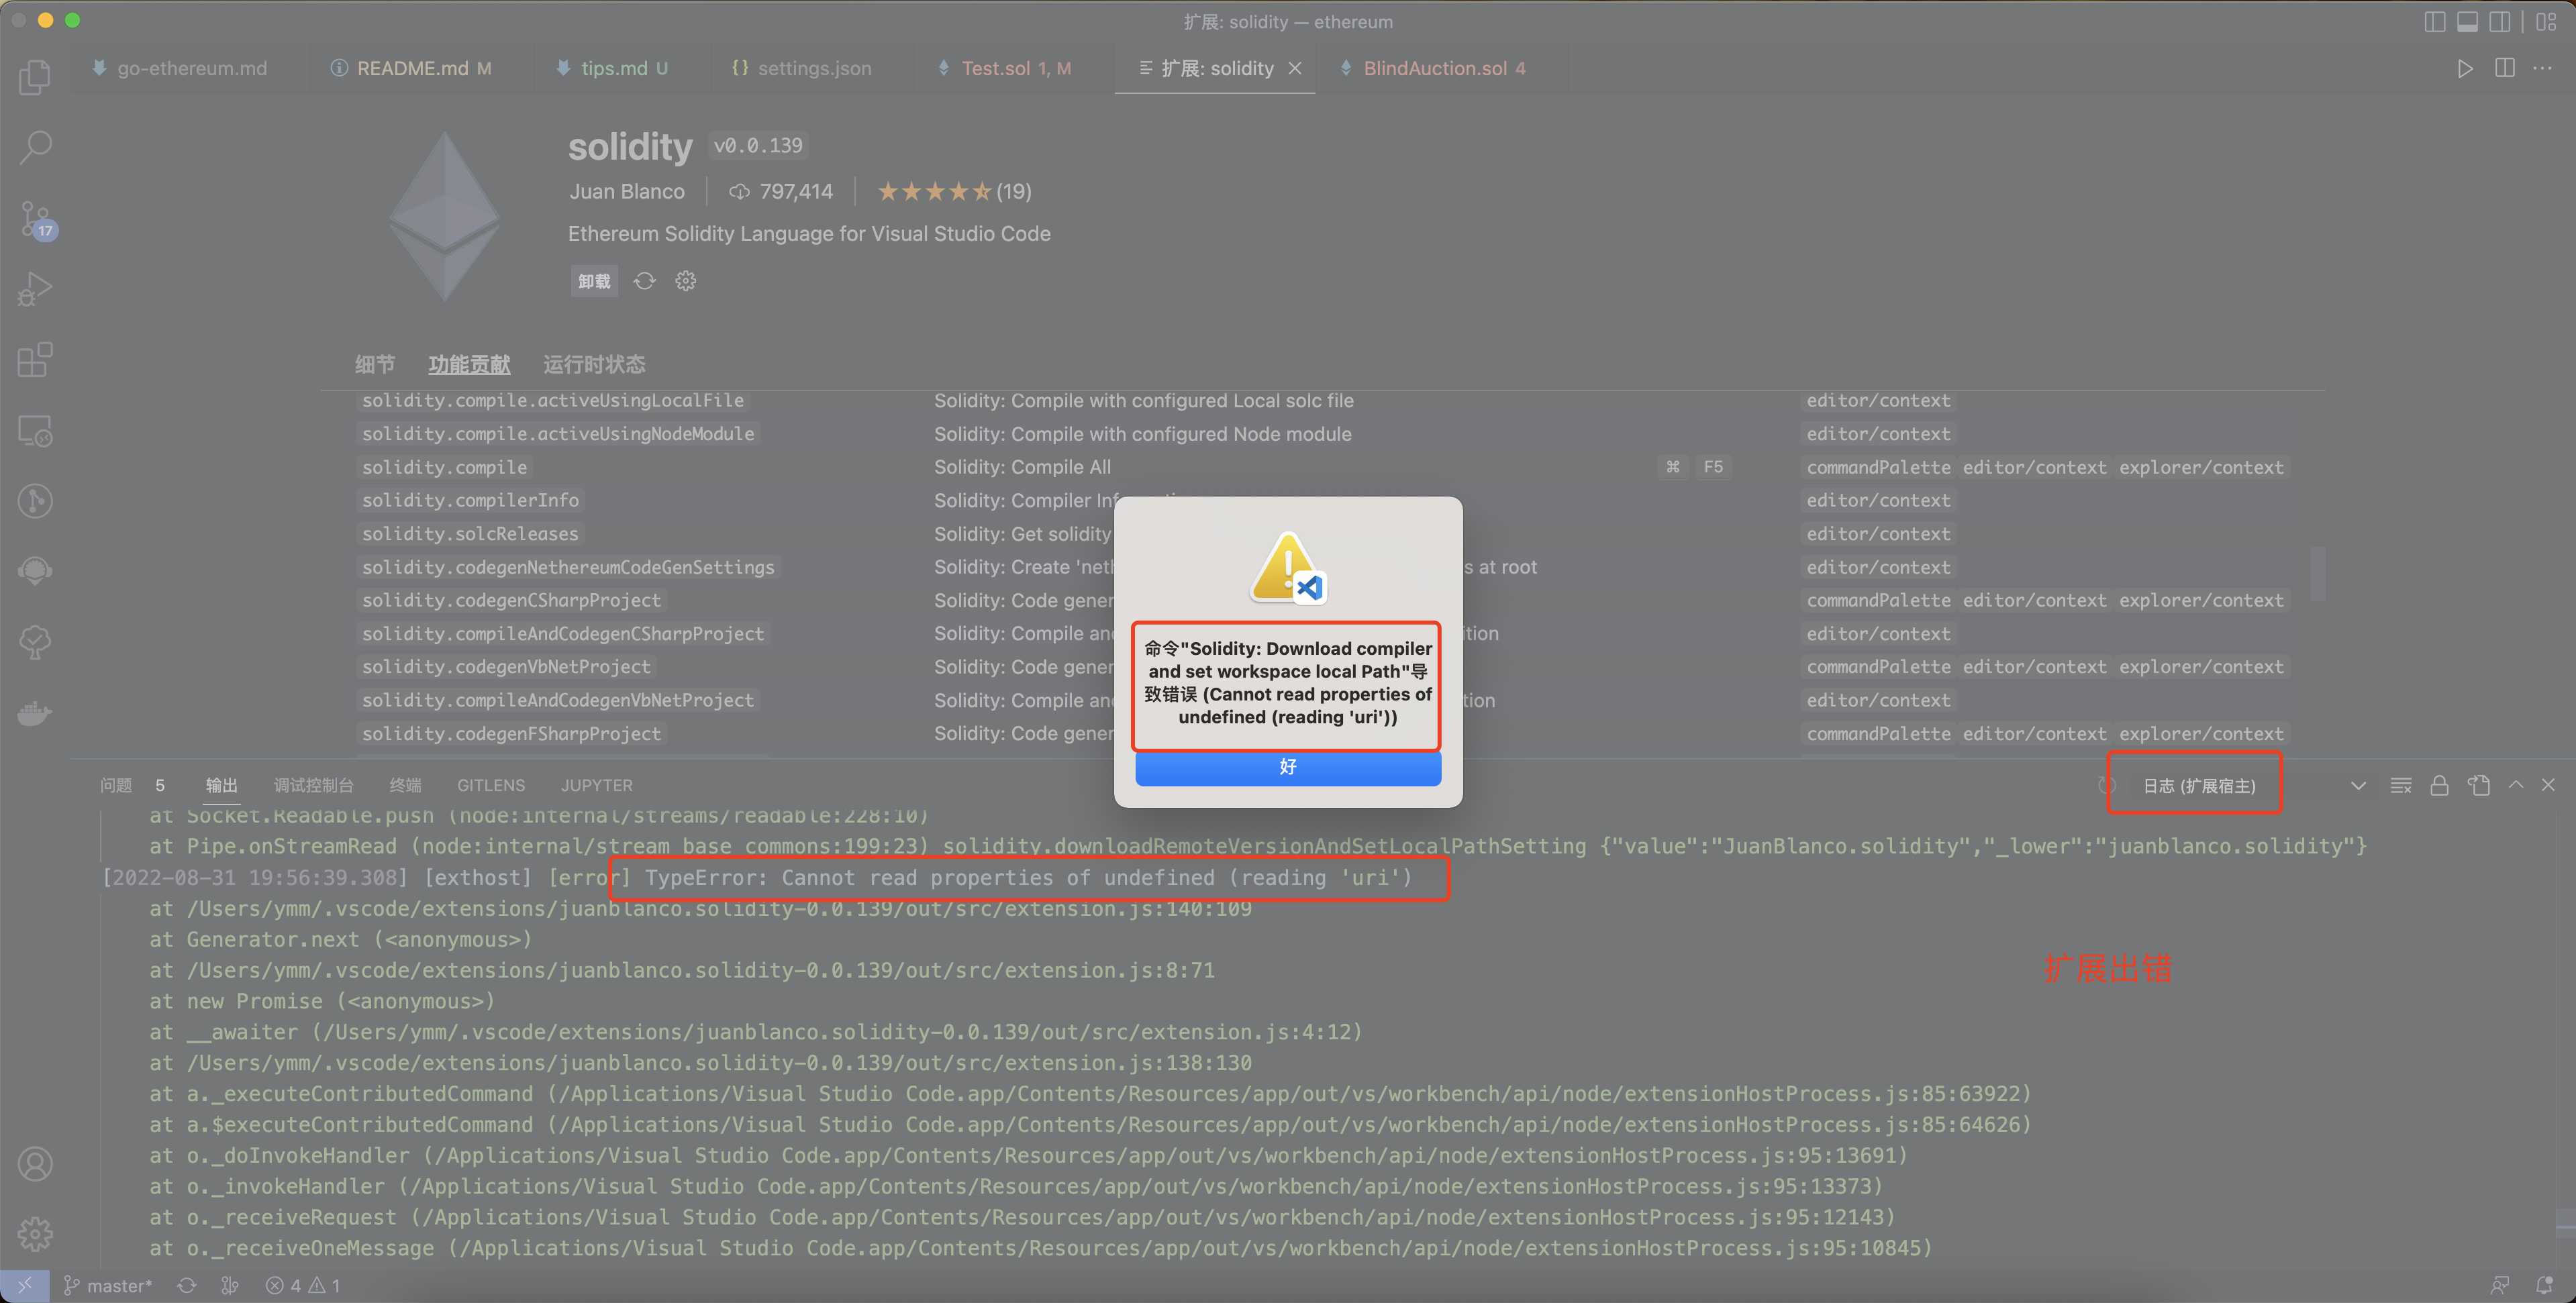 扩展: solidity — ethereum
go-ethereum.md
README.md M
tips.md U
settings.json
Test.sol 1, M
扩展: solidity
BlindAuction.sol 4
solidity v0.0.139
Juan Blanco
797,414
(19)
Ethereum Solidity Language for Visual Studio Code
卸载
17
细节 功能贡献 运行时状态
solidity.compile.activeUsingLocalFile Solidity: Compile with configured Local solc file editor/context
solidity.compile.activeUsingNodeModule Solidity: Compile with configured Node module editor/context
solidity.compile Solidity: Compile All ⌘ F5 commandPalette editor/context explorer/context
solidity.compilerInfo Solidity: Compiler editor/context
solidity.solcReleases Solidity: Get solidity editor/context
solidity.codegenNethereumCodeGenSettings Solidity: Create 'neth s at root editor/context
solidity.codegenCSharpProject Solidity: Code gener commandPalette editor/context explorer/context
solidity.compileAndCodegenCSharpProject Solidity: Compile an ition editor/context
solidity.codegenVbNetProject Solidity: Code gener commandPalette editor/context explorer/context
solidity.compileAndCodegenVbNetProject Solidity: Compile an tion editor/context
solidity.codegenFSharpProject Solidity: Code gener commandPalette editor/context explorer/context
命令"Solidity: Download compiler
and set workspace local Path"导
致错误 (Cannot read properties of
undefined (reading 'uri'))
好
问题 5 输出 调试控制台 终端 GITLENS JUPYTER 日志 (扩展宿主)
at Socket.Readable.push (node:internal/streams/readable:228:10)
at Pipe.onStreamRead (node:internal/stream_base_commons:199:23) solidity.downloadRemoteVersionAndSetLocalPathSetting {"value":"JuanBlanco.solidity","_lower":"juanblanco.solidity"}
[2022-08-31 19:56:39.308] [exthost] [error] TypeError: Cannot read properties of undefined (reading 'uri')
at /Users/ymm/.vscode/extensions/juanblanco.solidity-0.0.139/out/src/extension.js:140:109
at Generator.next (<anonymous>)
at /Users/ymm/.vscode/extensions/juanblanco.solidity-0.0.139/out/src/extension.js:8:71
扩展出错
at new Promise (<anonymous>)
at __awaiter (/Users/ymm/.vscode/extensions/juanblanco.solidity-0.0.139/out/src/extension.js:4:12)
at /Users/ymm/.vscode/extensions/juanblanco.solidity-0.0.139/out/src/extension.js:138:130
at a._executeContributedCommand (/Applications/Visual Studio Code.app/Contents/Resources/app/out/vs/workbench/api/node/extensionHostProcess.js:85:63922)
at a.$executeContributedCommand (/Applications/Visual Studio Code.app/Contents/Resources/app/out/vs/workbench/api/node/extensionHostProcess.js:85:64626)
at o._doInvokeHandler (/Applications/Visual Studio Code.app/Contents/Resources/app/out/vs/workbench/api/node/extensionHostProcess.js:95:13691)
at o._invokeHandler (/Applications/Visual Studio Code.app/Contents/Resources/app/out/vs/workbench/api/node/extensionHostProcess.js:95:13373)
at o._receiveRequest (/Applications/Visual Studio Code.app/Contents/Resources/app/out/vs/workbench/api/node/extensionHostProcess.js:95:12143)
at o._receiveOneMessage (/Applications/Visual Studio Code.app/Contents/Resources/app/out/vs/workbench/api/node/extensionHostProcess.js:95:10845)
master* 4 1